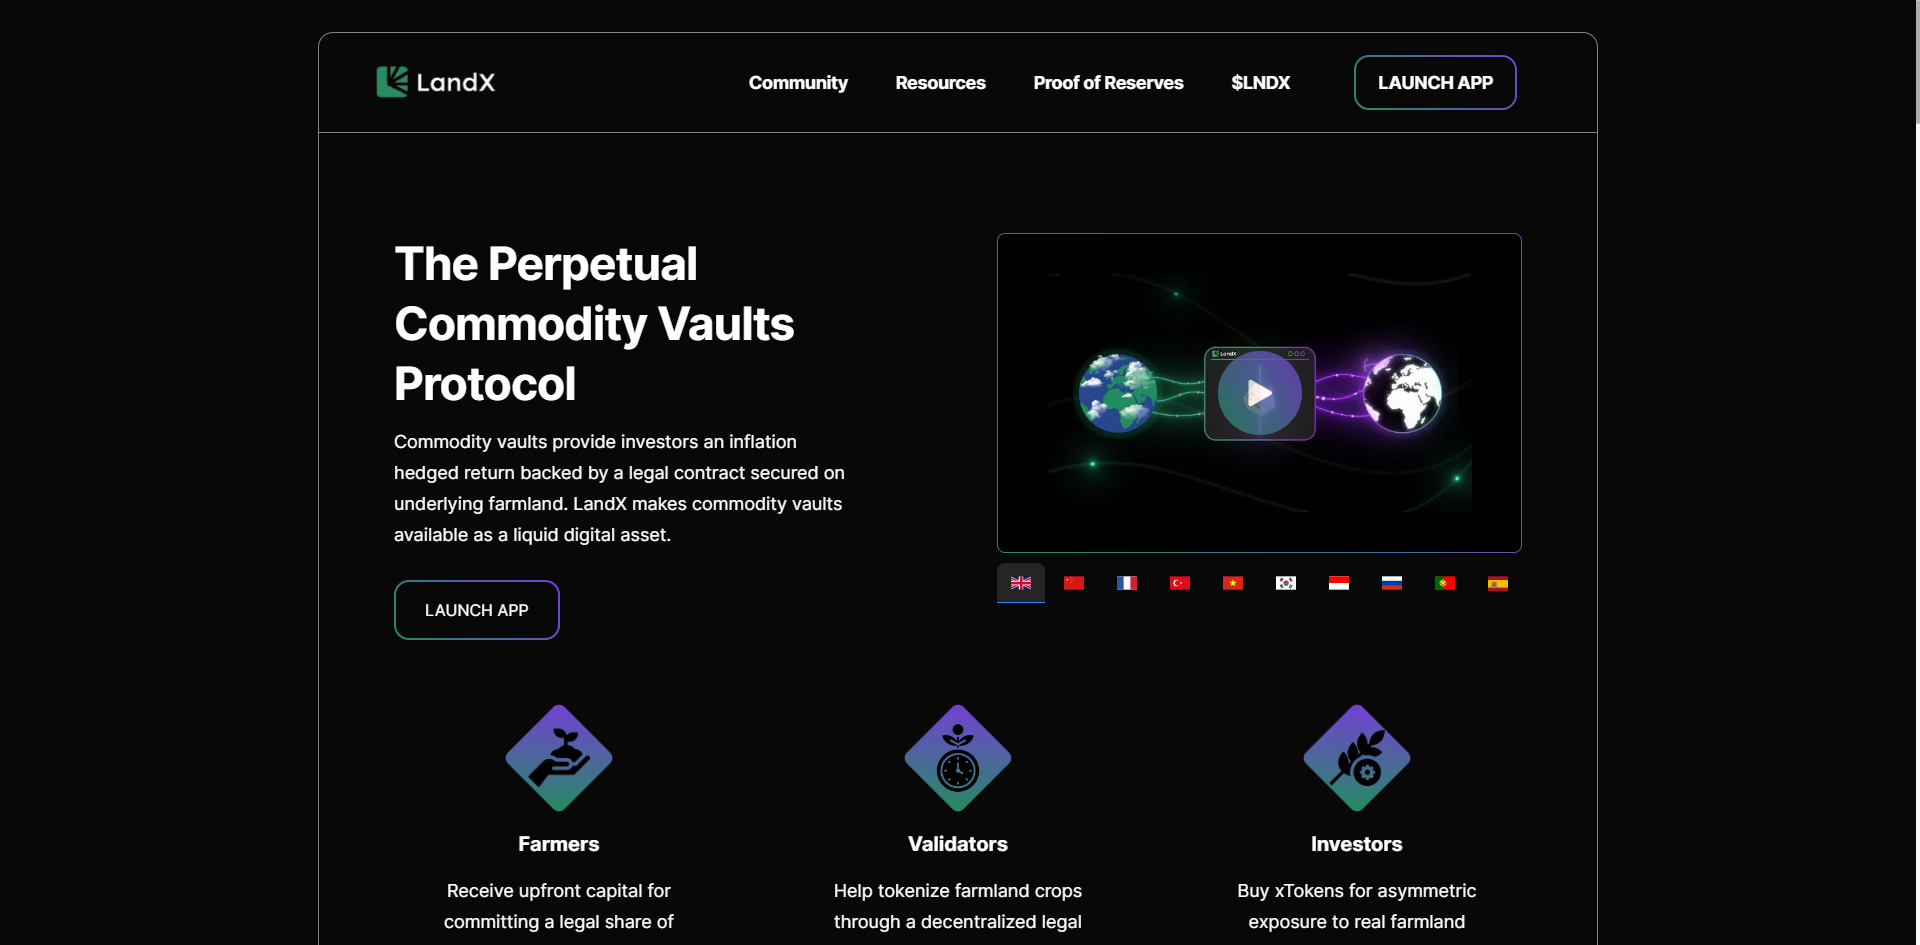 LandX
Community
Resources
Proof of Reserves
$LNDX
LAUNCH APP
The Perpetual
Commodity Vaults
Protocol
Commodity vaults provide investors an inflation
hedged return backed by a legal contract secured on
underlying farmland. LandX makes commodity vaults
available as a liquid digital asset.
LAUNCH APP
LandX
Farmers
Receive upfront capital for
committing a legal share of
Validators
Help tokenize farmland crops
through a decentralized legal
Investors
Buy xTokens for asymmetric
exposure to real farmland